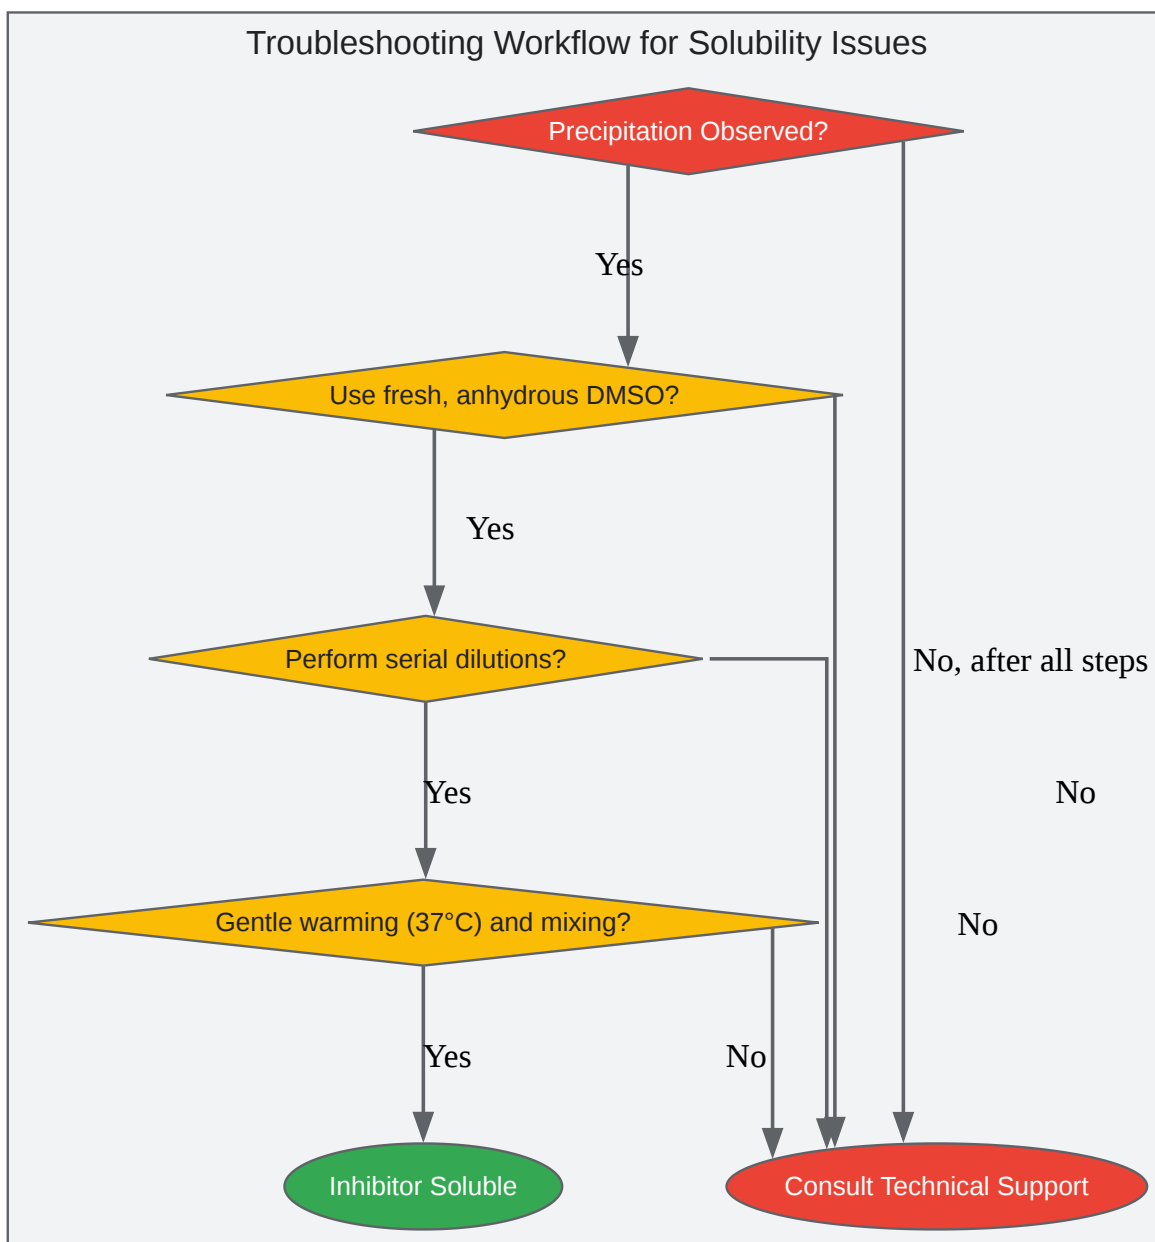 Troubleshooting Workflow for Solubility Issues
Precipitation Observed?
Yes
Use fresh, anhydrous DMSO?
Yes
Perform serial dilutions?
No, after all steps
Yes
No
Gentle warming (37°C) and mixing?
No
Yes
No
Inhibitor Soluble
Consult Technical Support